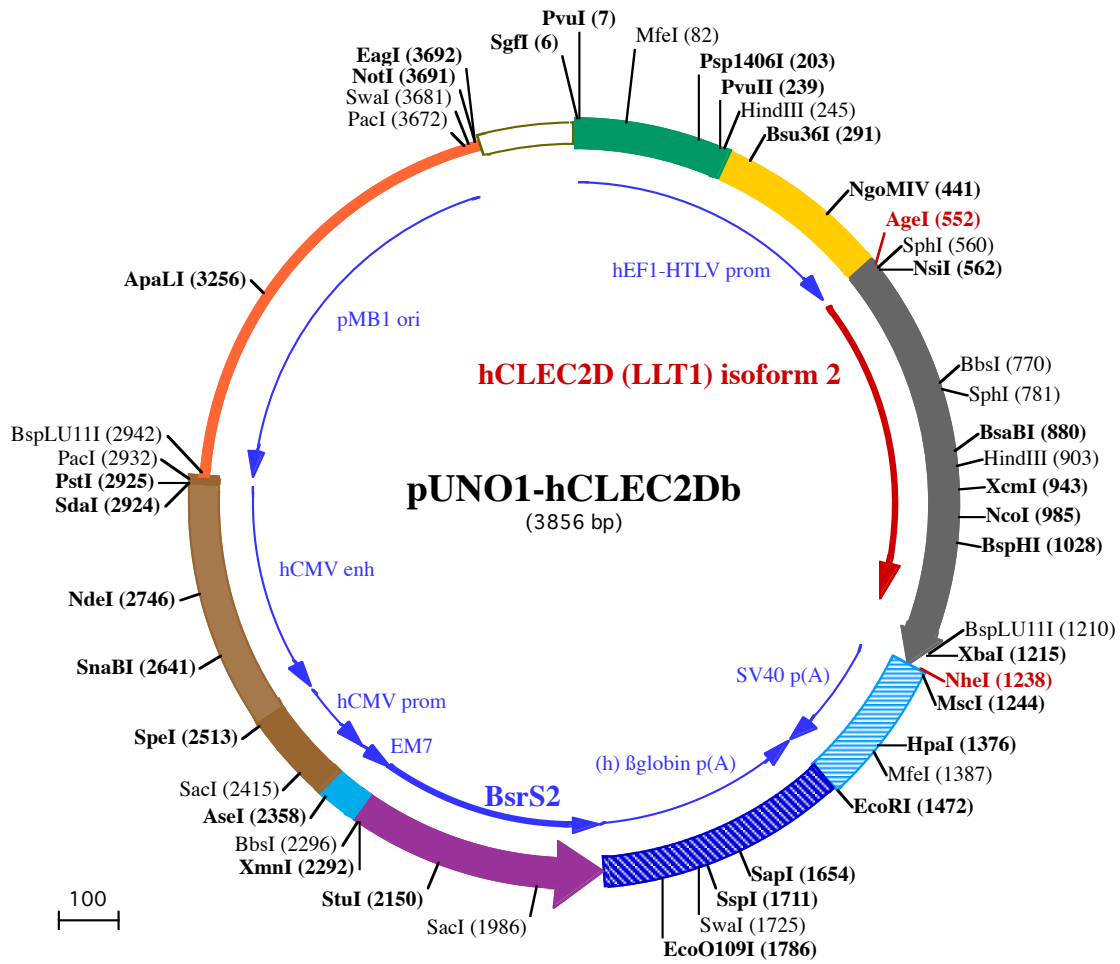 PvuI (7)
SgfI (6)
MfeI (82)
Psp1406I (203)
PvuII (239)
HindIII (245)
Bsu36I (291)
NgoMIV (441)
AgeI (552)
SphI (560)
NsiI (562)
BbsI (770)
SphI (781)
BsaBI (880)
HindIII (903)
XcmI (943)
NcoI (985)
BspHI (1028)
BspLU11I (1210)
XbaI (1215)
NheI (1238)
MscI (1244)
HpaI (1376)
MfeI (1387)
EcoRI (1472)
SapI (1654)
SspI (1711)
SwaI (1725)
EcoO109I (1786)
SacI (1986)
StuI (2150)
XmnI (2292)
BbsI (2296)
AseI (2358)
SacI (2415)
SpeI (2513)
SnaBI (2641)
NdeI (2746)
SdaI (2924)
PstI (2925)
PacI (2932)
BspLU11I (2942)
ApaLI (3256)
PacI (3672)
SwaI (3681)
NotI (3691)
EagI (3692)
hEF1-HTLV prom
pMB1 ori
hCLEC2D (LLT1) isoform 2
pUNO1-hCLEC2Db
(3856 bp)
hCMV enh
hCMV prom
EM7
BsrS2
(h) ßglobin p(A)
SV40 p(A)
100